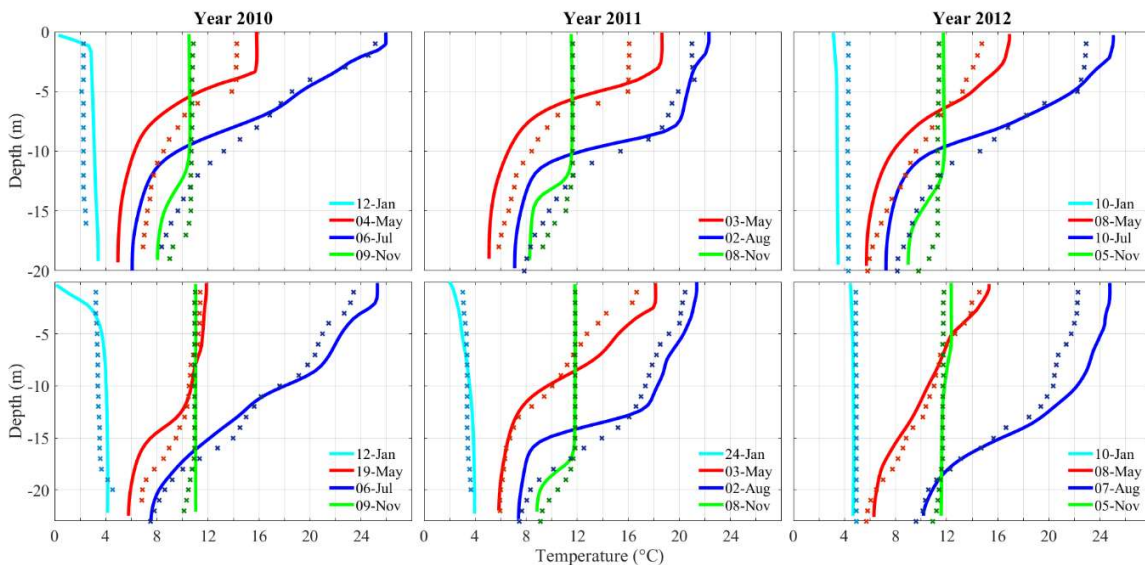 Year 2010 Year 2011 Year 2012
0
-5
-10
-15
-20
Depth (m)
12-Jan
04-May
06-Jul
09-Nov
03-May
02-Aug
08-Nov
10-Jan
08-May
10-Jul
05-Nov
-5
-10
-15
-20
Depth (m)
12-Jan
19-May
06-Jul
09-Nov
24-Jan
03-May
02-Aug
08-Nov
10-Jan
08-May
07-Aug
05-Nov
0 4 8 12 16 20 24 0 4 8 12 16 20 24 0 4 8 12 16 20 24
Temperature (°C)